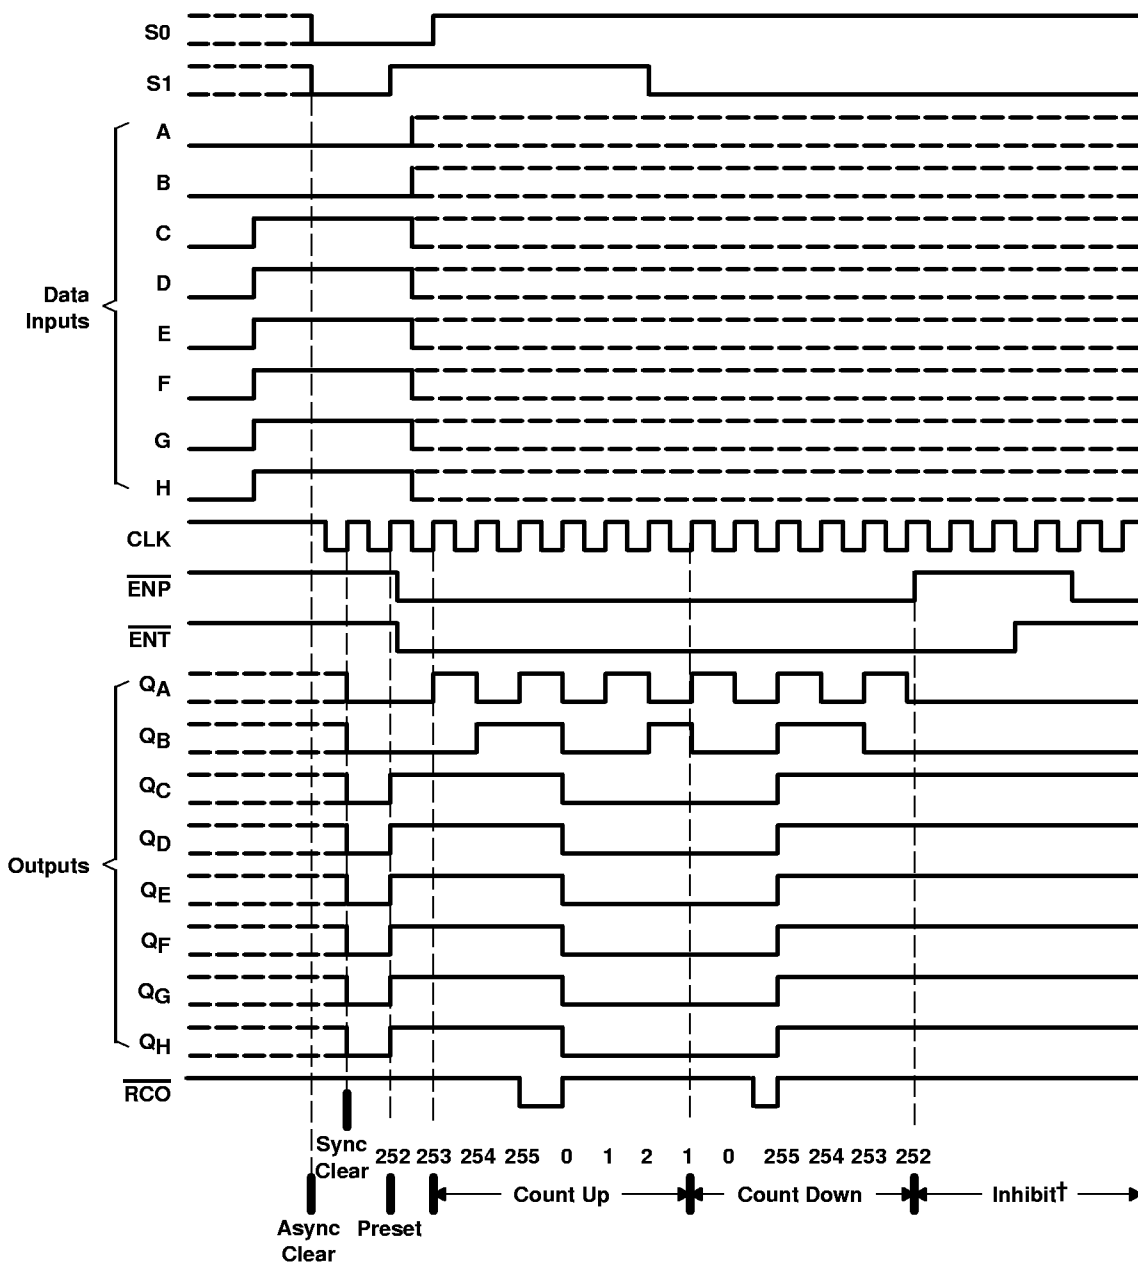 S0
S1
A
B
C
D
Data
Inputs
E
F
G
H
CLK
ENP
ENT
QA
QB
QC
QD
Outputs
QE
QF
QG
QH
RCO
Sync
Clear
252 253 254 255 0 1 2 1 0 255 254 253 252
Count Up
Count Down
Inhibit†
Async
Clear
Preset